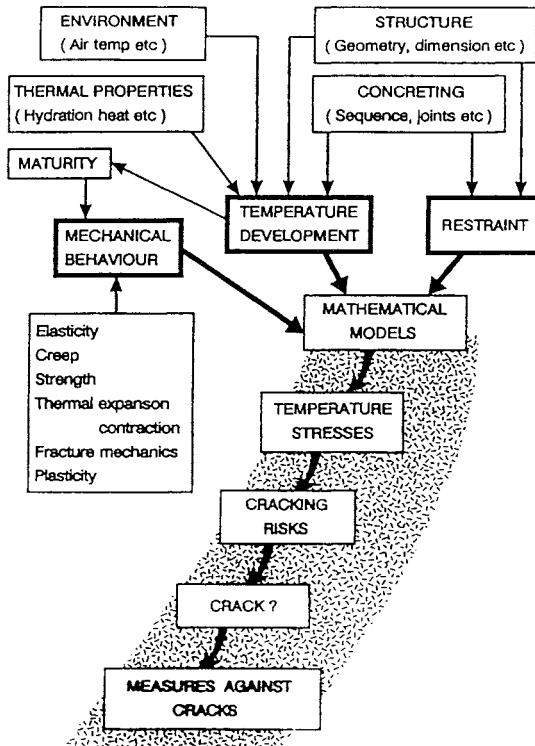 ENVIRONMENT
( Air temp etc )
STRUCTURE
( Geometry, dimension etc )
THERMAL PROPERTIES
( Hydration heat etc )
CONCRETING
( Sequence, joints etc )
MATURITY
TEMPERATURE
DEVELOPMENT
RESTRAINT
MECHANICAL
BEHAVIOUR
MATHEMATICAL
MODELS
Elasticity
Creep
Strength
Thermal expanson
contraction
Fracture mechanics
Plasticity
TEMPERATURE
STRESSES
CRACKING
RISKS
CRACK ?
MEASURES AGAINST
CRACKS